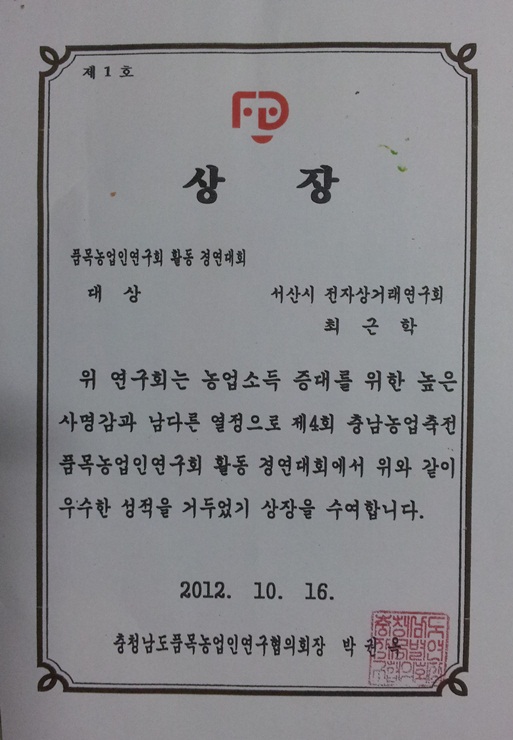 제 1 호
FD
상 장
품목농업인연구회 활동 경연대회
대 상
서산시 전자상거래연구회
최 근 학
위 연구회는 농업소득 증대를 위한 높은
사명감과 남다른 열정으로 제4회 충남농업축전
품목농업인연구회 활동 경연대회에서 위와 같이
우수한 성적을 거두었기 상장을 수여합니다.
2012. 10. 16.
충청남도품목농업인연구협의회장 박 권